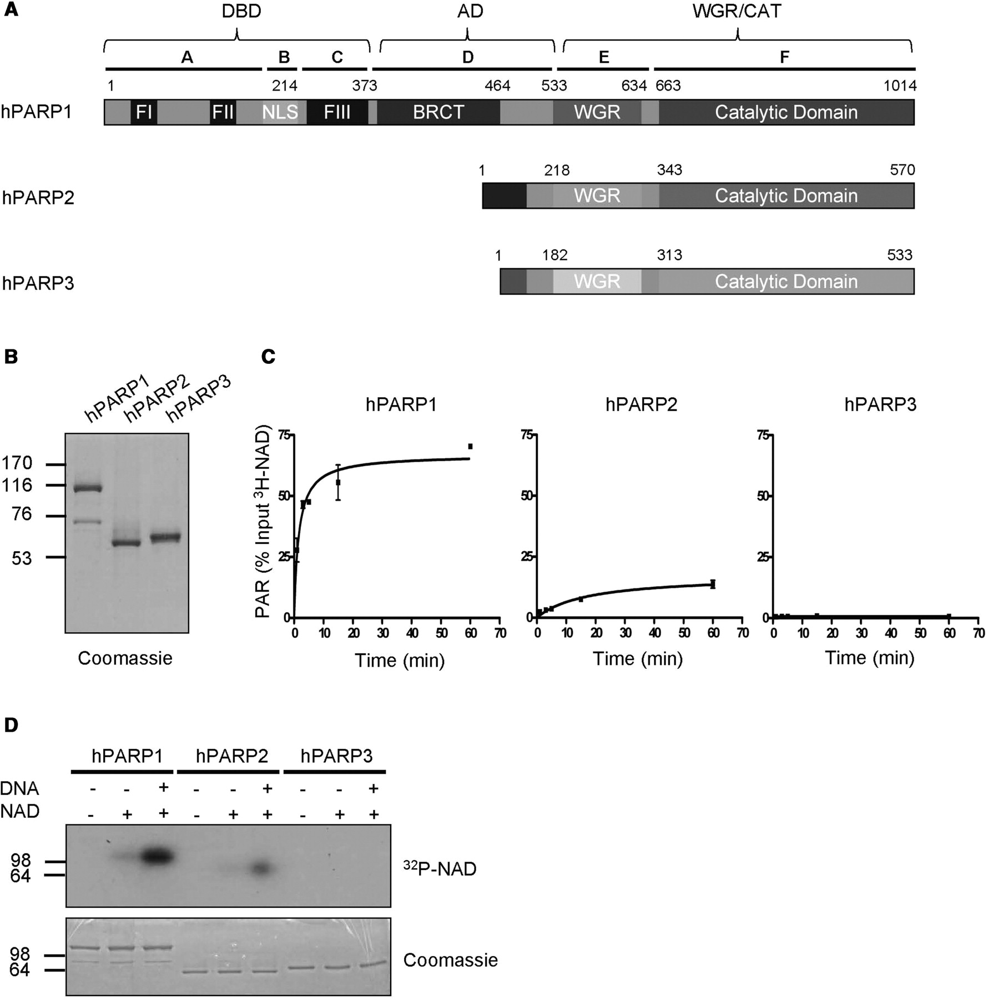 A
DBD AD WGR/CAT
A B C D E F
1 214 373 464 533 634 663 1014
hPARP1 FI FII NLS FIII BRCT WGR Catalytic Domain
1 218 343 570
hPARP2 WGR Catalytic Domain
1 182 313 533
hPARP3 WGR Catalytic Domain
B
hPARP1
hPARP2
hPARP3
170
116
76
53
Coomassie
C
hPARP1 hPARP2 hPARP3
PAR (% Input ³H-NAD)
75 75 75
50 50 50
25 25 25
0 0 0
0 10 20 30 40 50 60 70 0 10 20 30 40 50 60 70 0 10 20 30 40 50 60 70
Time (min) Time (min) Time (min)
D
hPARP1 hPARP2 hPARP3
DNA - - + - - + - - +
NAD - + + - + + - + +
98
64
³²P-NAD
98
64
Coomassie